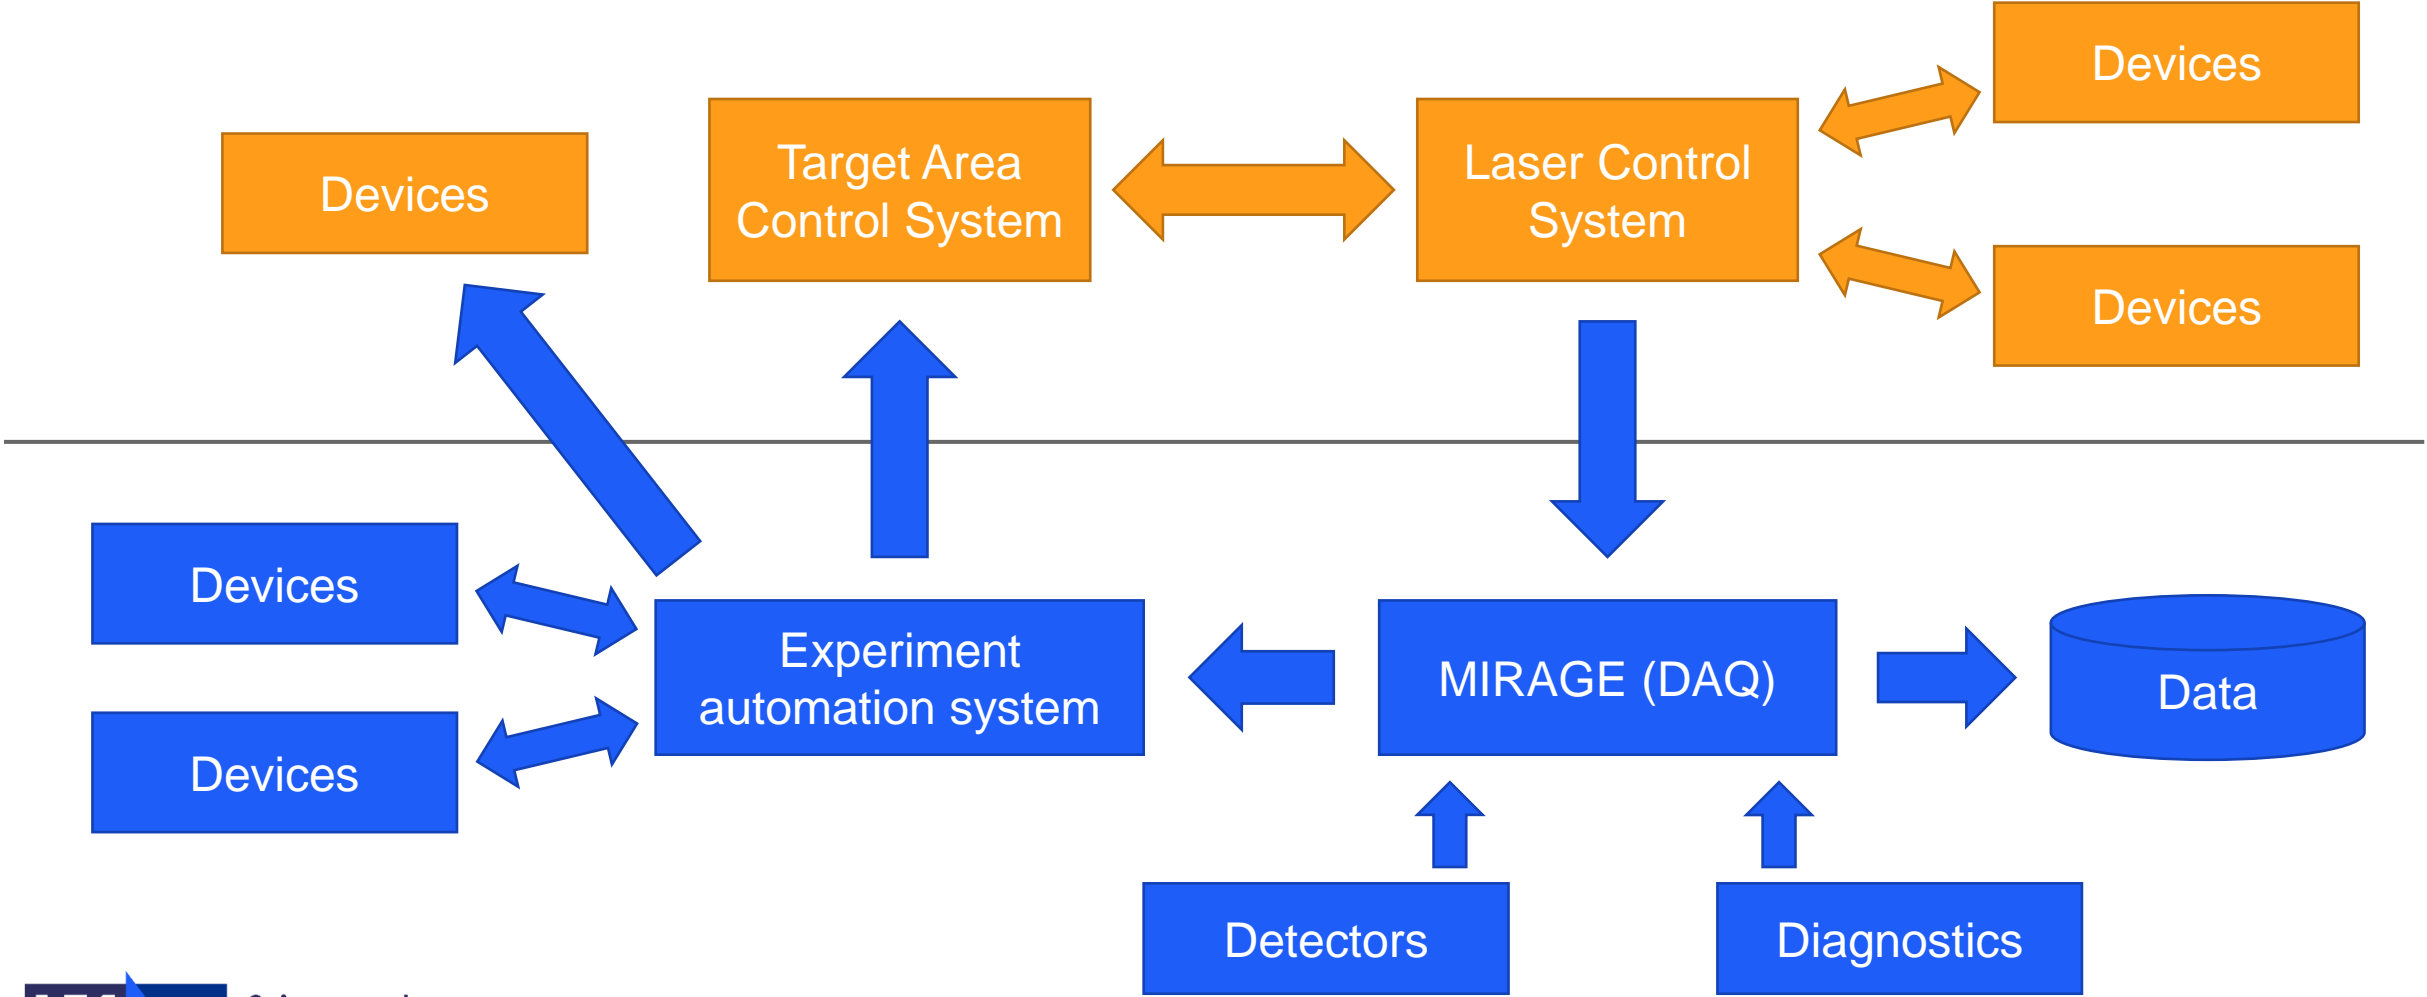 Devices
Target Area
Control System
Laser Control
System
Devices
Devices
Devices
Devices
Experiment
automation system
MIRAGE (DAQ)
Data
Detectors
Diagnostics